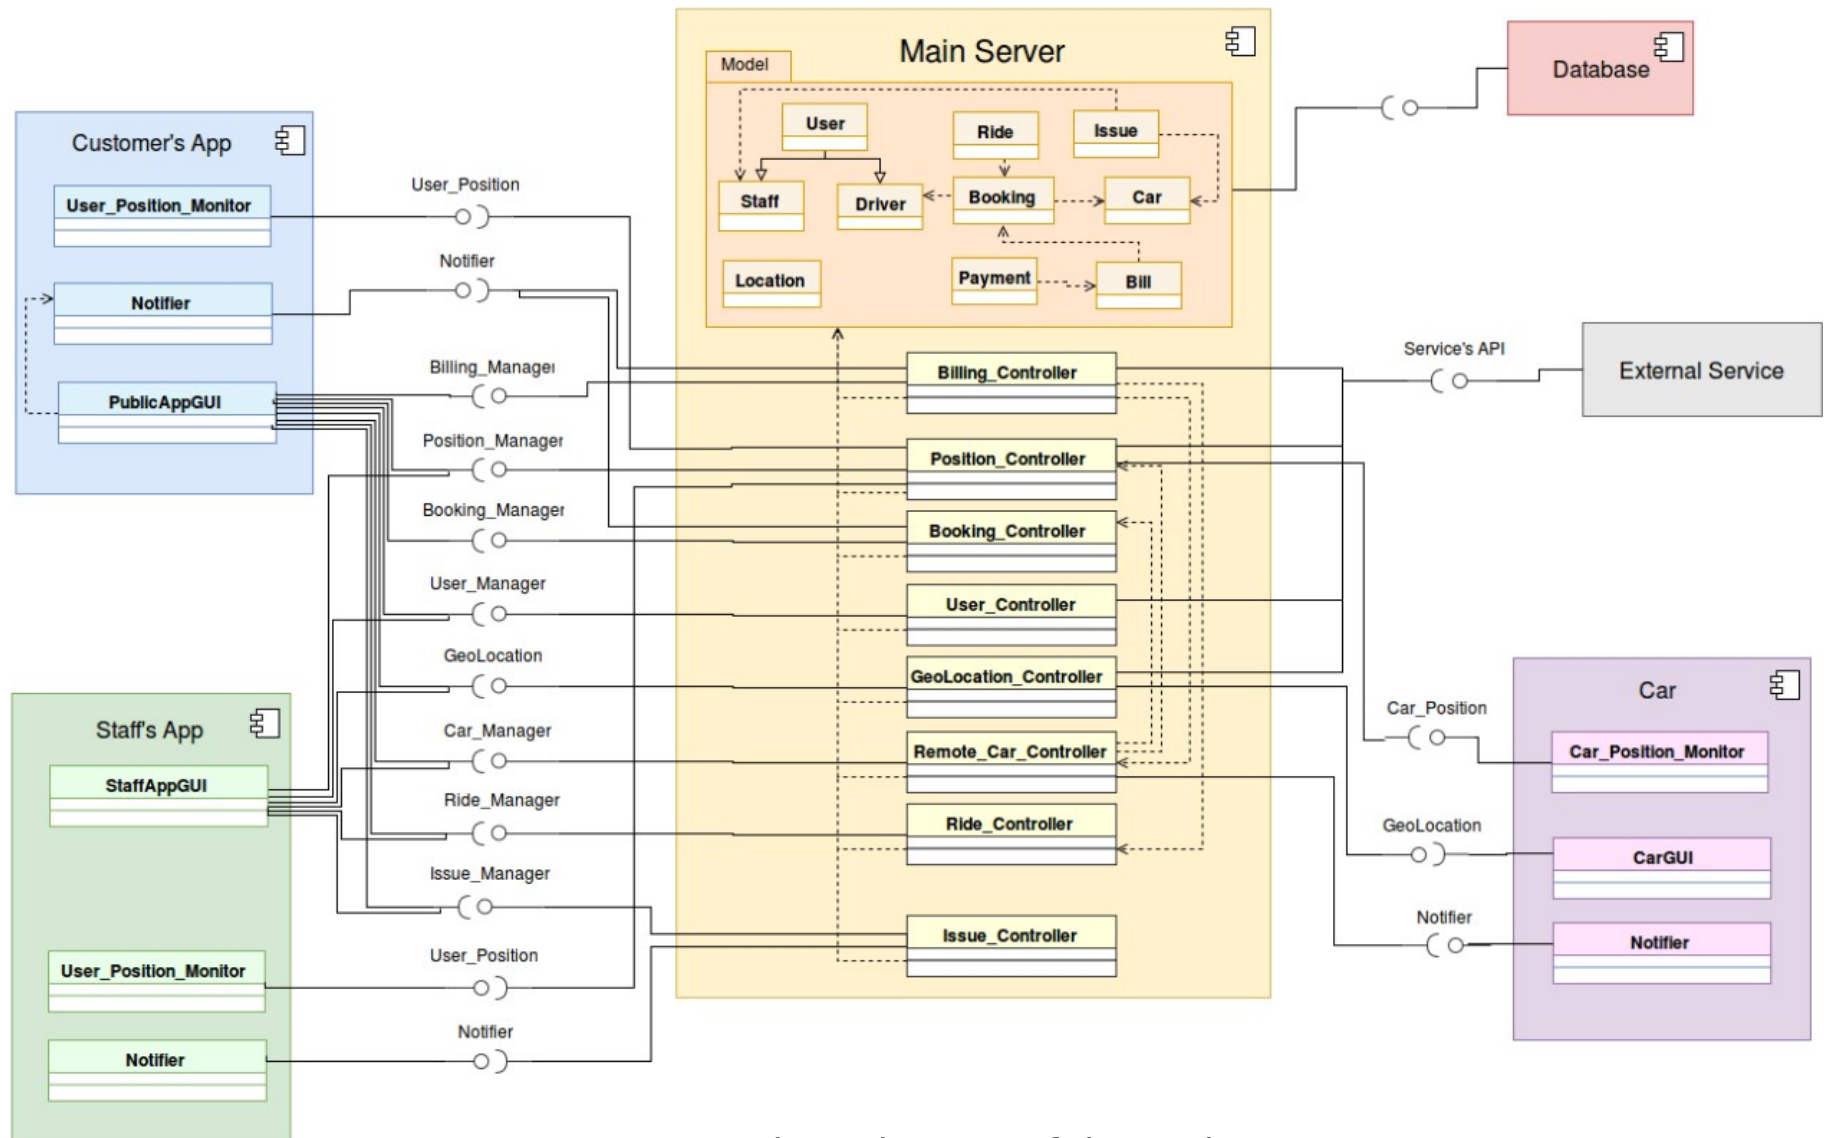 Main Server
Model
User
Ride
Issue
Staff
Driver
Booking
Car
Location
Payment
Bill
Database
Customer's App
User_Position_Monitor
Notifier
PublicAppGUI
User_Position
Notifier
Billing_Manager
Position_Manager
Booking_Manager
User_Manager
GeoLocation
Car_Manager
Ride_Manager
Issue_Manager
User_Position
Notifier
Billing_Controller
Position_Controller
Booking_Controller
User_Controller
GeoLocation_Controller
Remote_Car_Controller
Ride_Controller
Issue_Controller
Service's API
External Service
Staff's App
StaffAppGUI
User_Position_Monitor
Notifier
Car_Position
GeoLocation
Notifier
Car
Car_Position_Monitor
CarGUI
Notifier